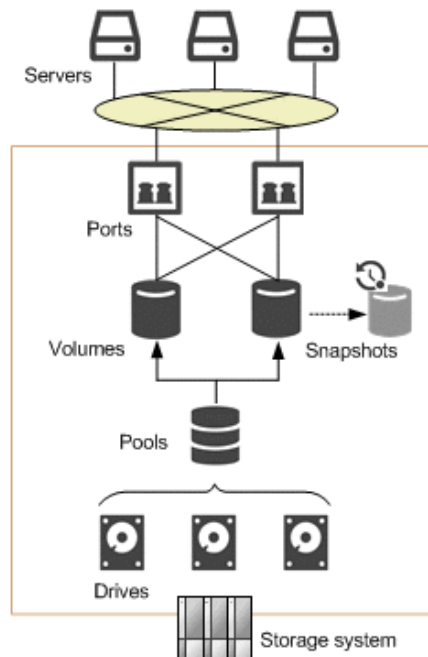 Servers
Ports
Volumes
Snapshots
Pools
Drives
Storage system